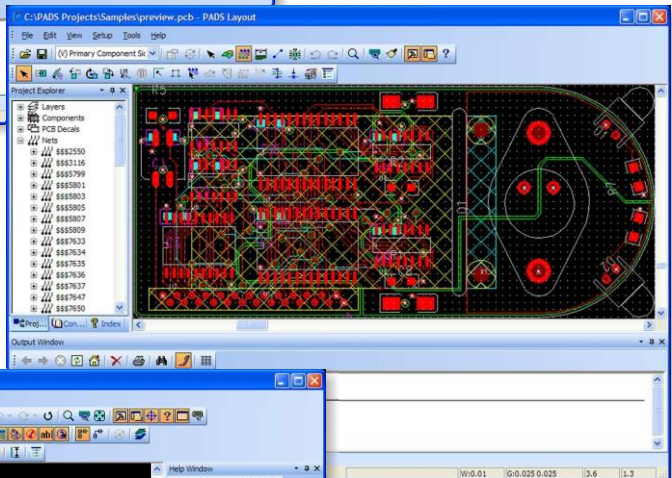 C:\PADS Projects\Samples\preview.pcb - PADS Layout
File Edit View Setup Tools Help
(V) Primary Component Sic
Project Explorer
Layers
Components
PCB Decals
Nets
$$$2550
$$$3116
$$$5799
$$$5801
$$$5803
$$$5805
$$$5807
$$$5809
$$$7633
$$$7634
$$$7635
$$$7636
$$$7637
$$$7647
$$$7650
Proj... Con... Index
Output Window
abl
Help Window
W:0.01 G:0.025 0.025 3.6 1.3